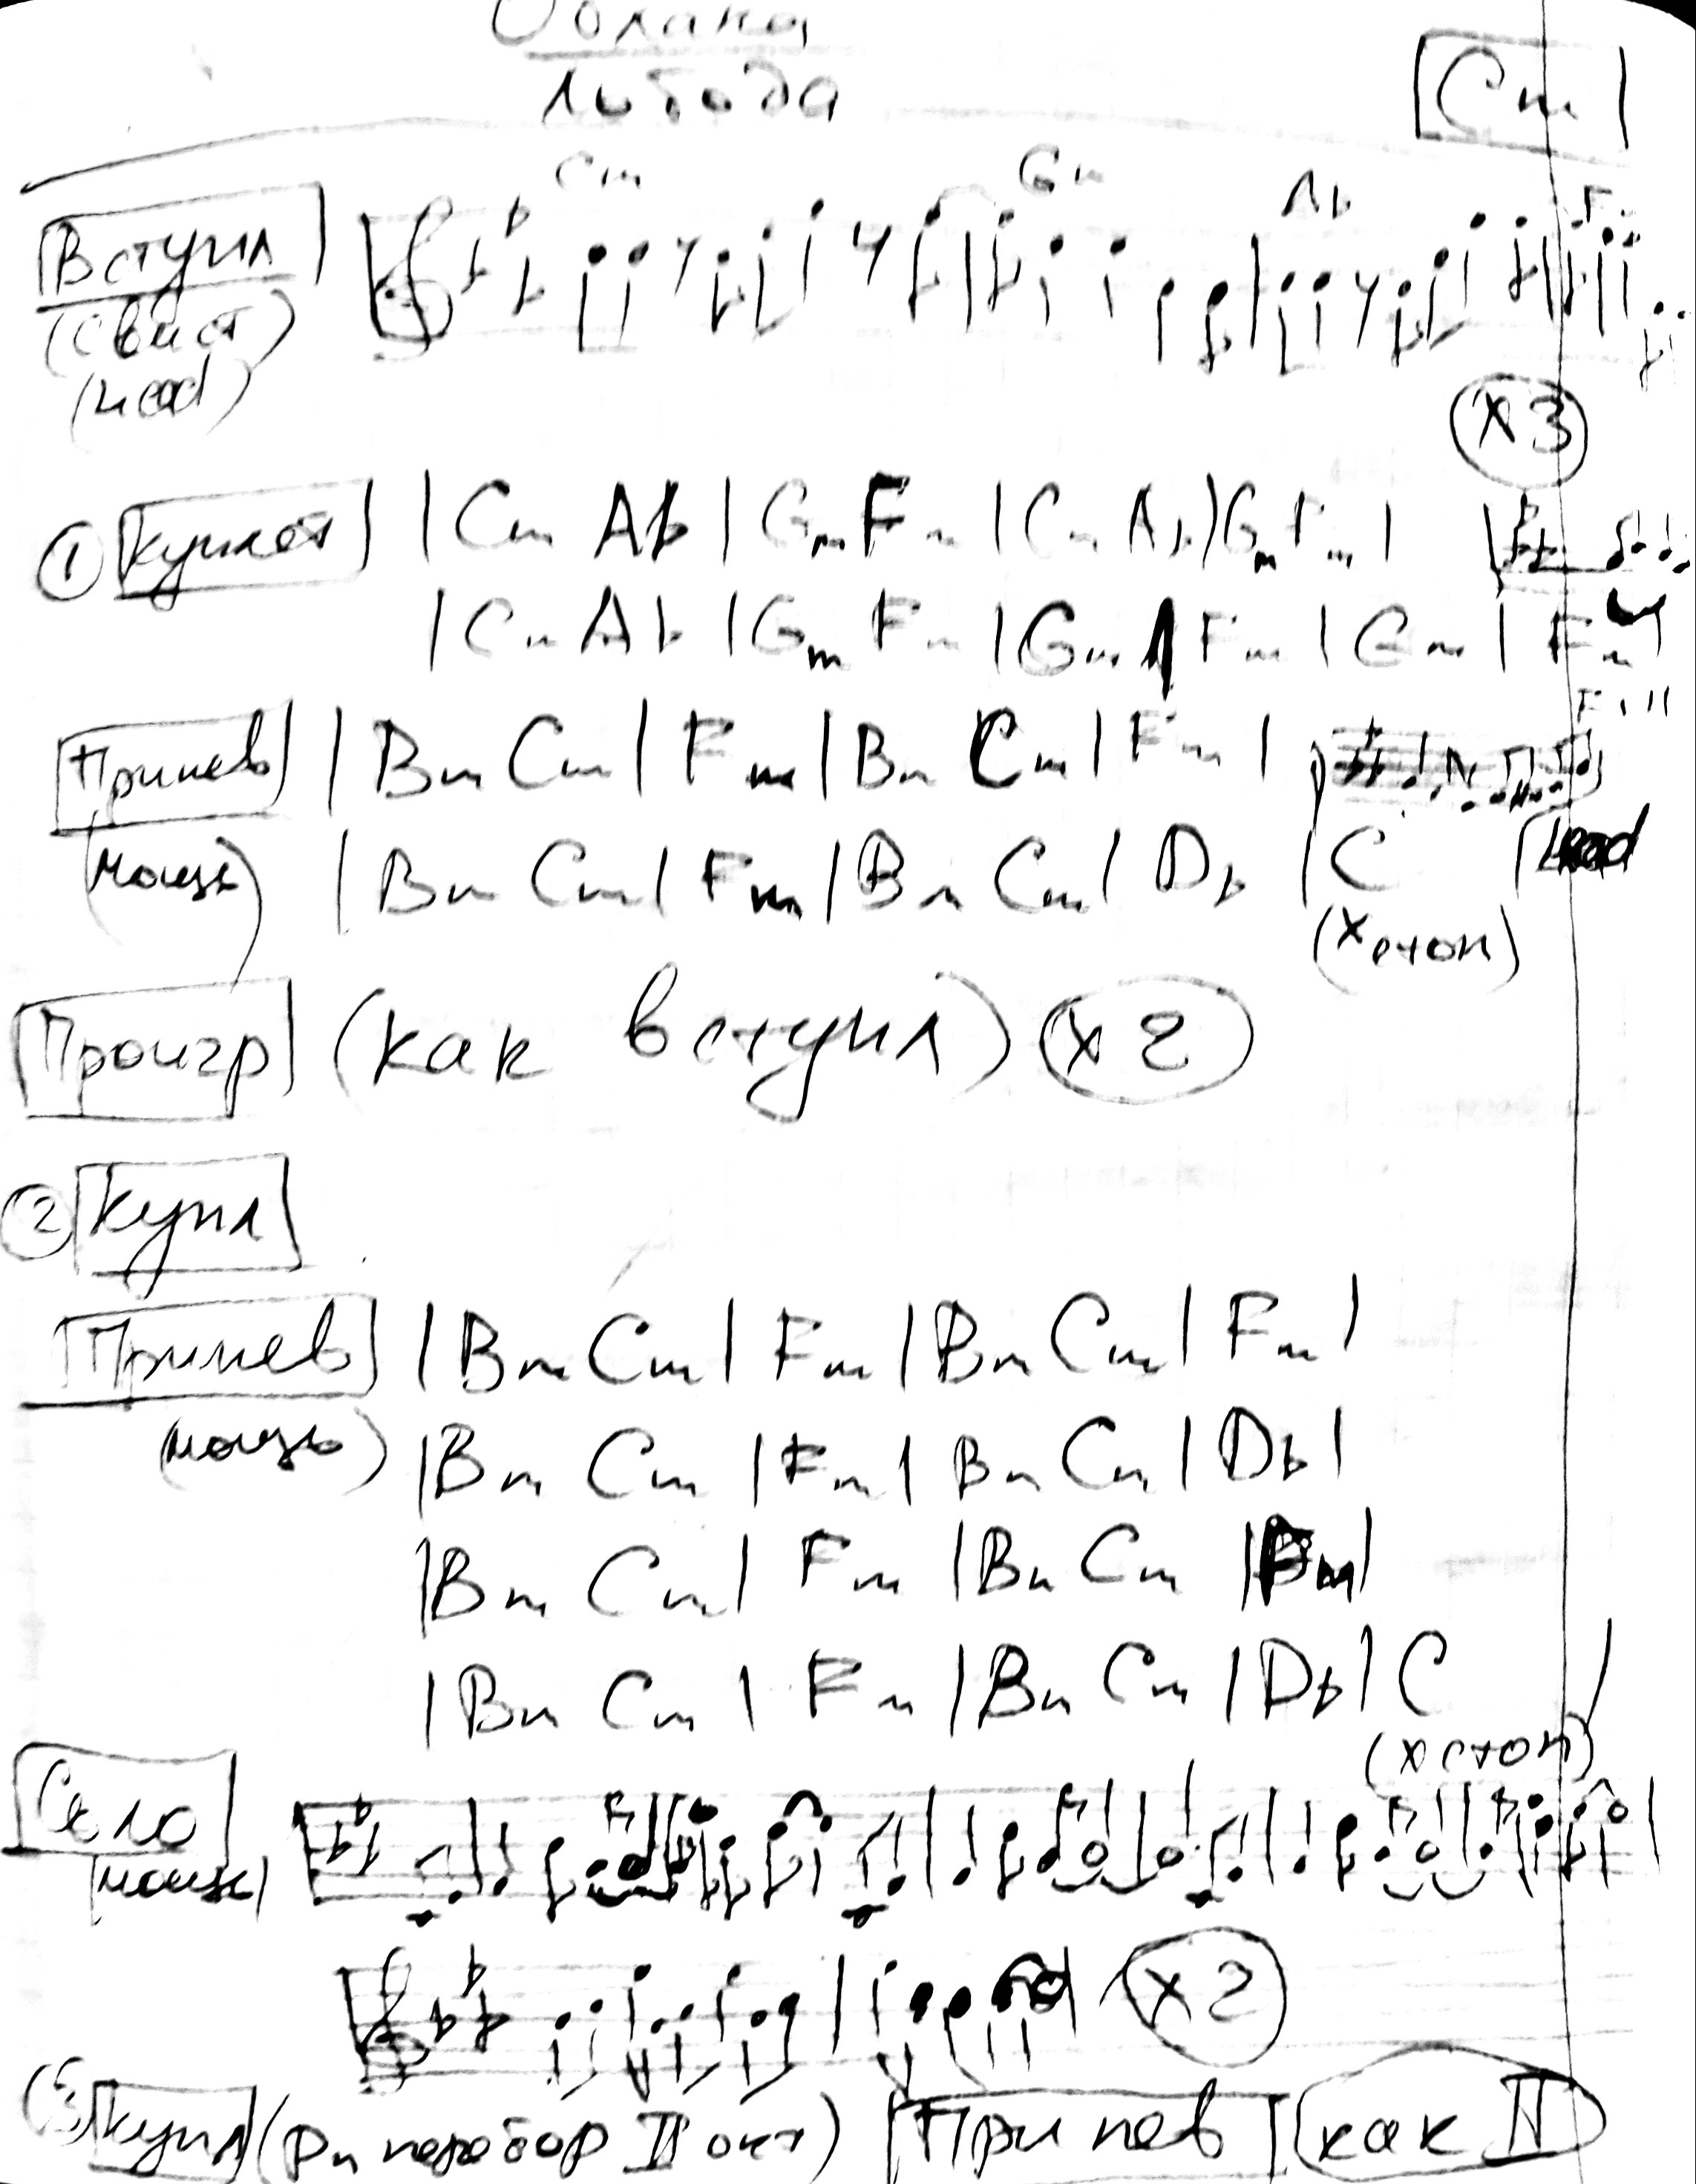 Облака
Лобода
Cm
Cm Gm Ab
Вступл
(свист)
(Lead)
X3
① Куплет | Cm Ab | Gm Fm | Cm Ab | Gm Fm |
| Cm Ab | Gm Fm | Gm | Fm | Gm | Fm
Припев | Bm Cm | Fm | Bm Cm | Fm |
(мощь) | Bm Cm | Fm | Bm Cm | Db | C Lead
(X стоп)
Проигр (как вступл) X2
② Купл
Припев | Bm Cm | Fm | Bm Cm | Fm |
(мощь) | Bm Cm | Fm | Bm Cm | Db |
| Bm Cm | Fm | Bm Cm | Fm |
| Bm Cm | Fm | Bm Cm | Db | C
(X стоп)
Соло
(мощь)
X2
③ Купл (Pn перебор II окт) Припев как II